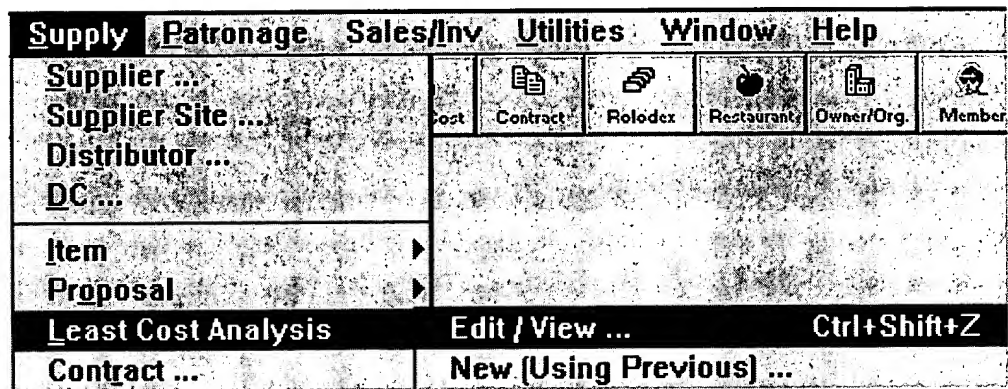 Supply Patronage Sales/Inv Utilities Window Help
Supplier ...
Supplier Site ...
Distributor ...
DC ...
Cost Contract Rolodex Restaurant Owner/Org. Member
Item
Proposal
Least Cost Analysis Edit / View ... Ctrl+Shift+Z
Contract ... New (Using Previous) ...